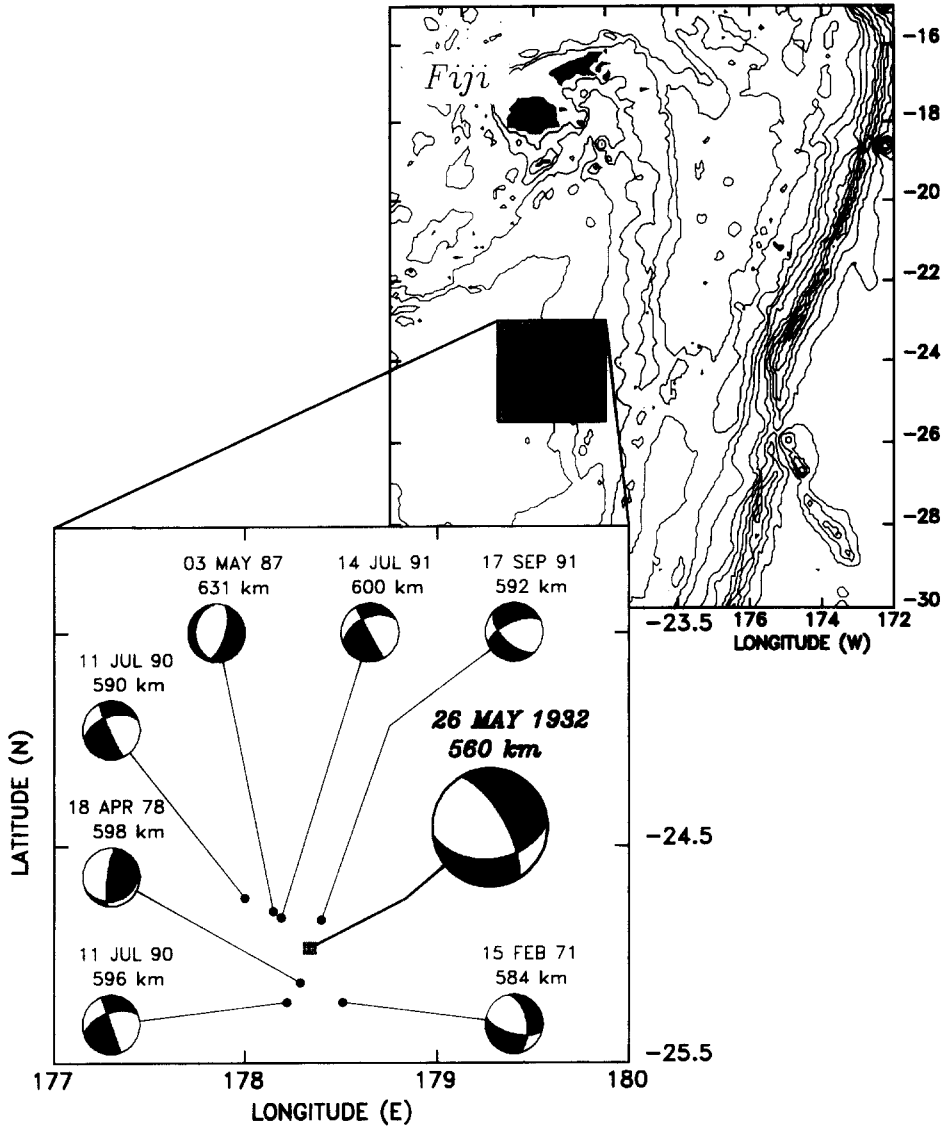 Fiji
-16
-18
-20
-22
-24
-26
-28
-30
176 174 172
LONGITUDE (W)
03 MAY 87
631 km
14 JUL 91
600 km
17 SEP 91
592 km
11 JUL 90
590 km
26 MAY 1932
560 km
18 APR 78
598 km
11 JUL 90
596 km
15 FEB 71
584 km
-23.5
-24.5
-25.5
LATITUDE (N)
177 178 179 180
LONGITUDE (E)